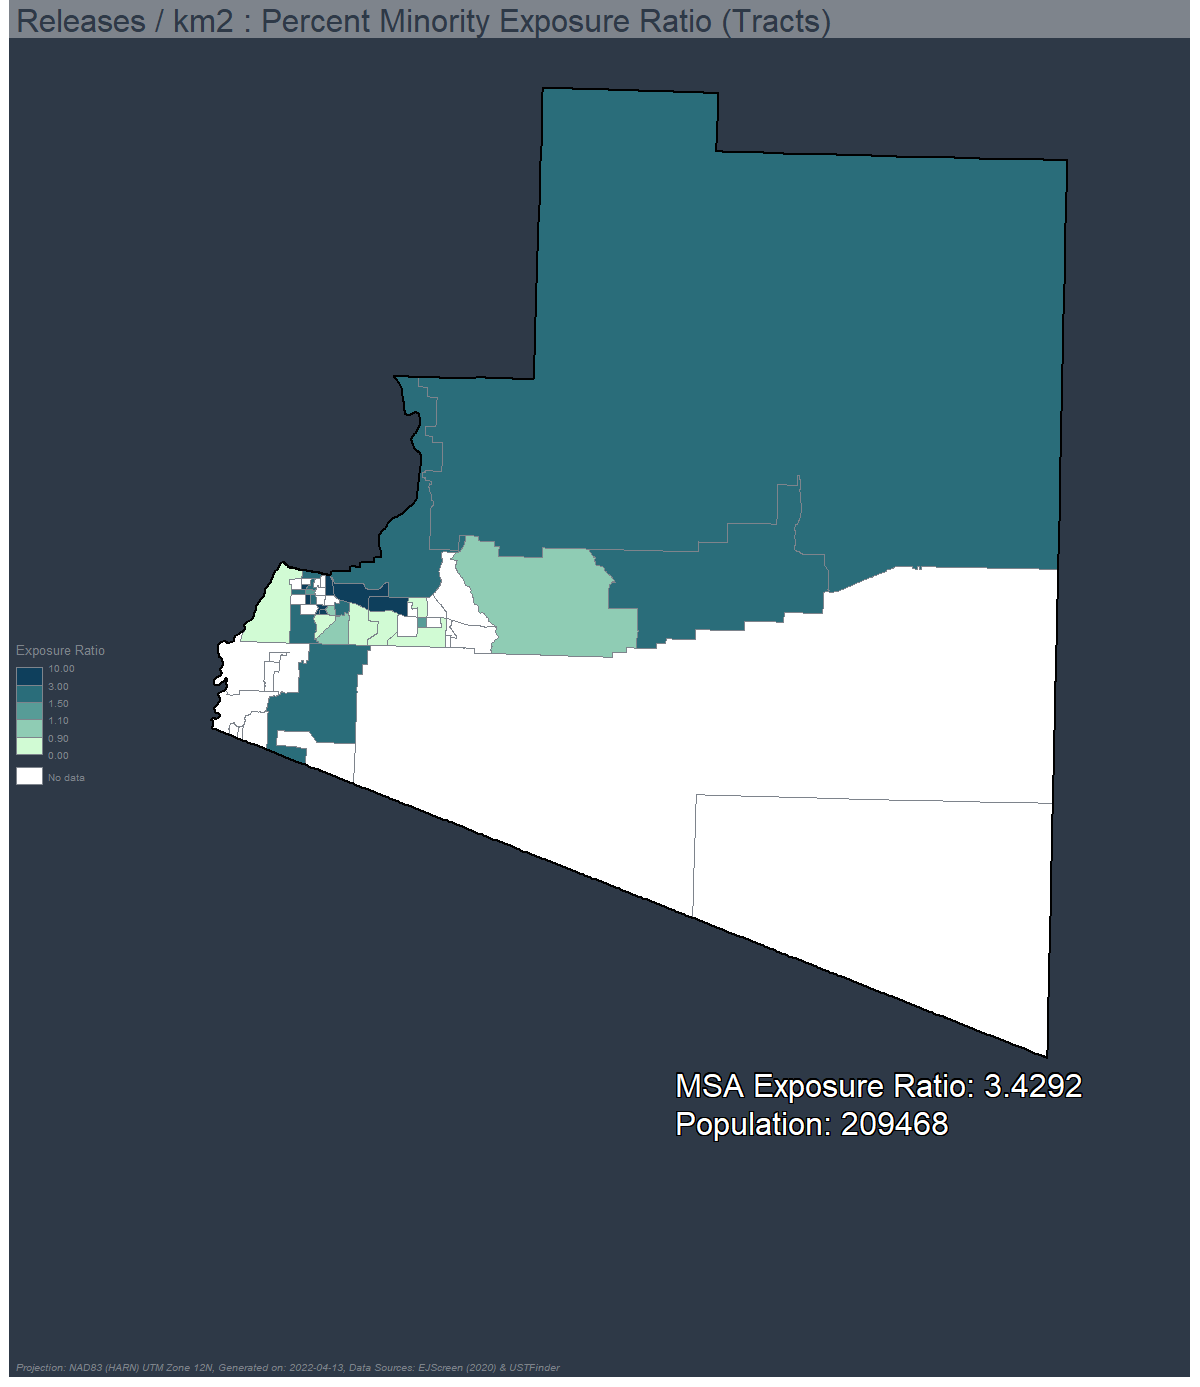 Releases / km2 : Percent Minority Exposure Ratio (Tracts)
Exposure Ratio
10.00
3.00
1.50
1.10
0.90
0.00
No data
MSA Exposure Ratio: 3.4292
Population: 209468
Projection: NAD83 (HARN) UTM Zone 12N, Generated on: 2022-04-13, Data Sources: EJScreen (2020) & USTFinder